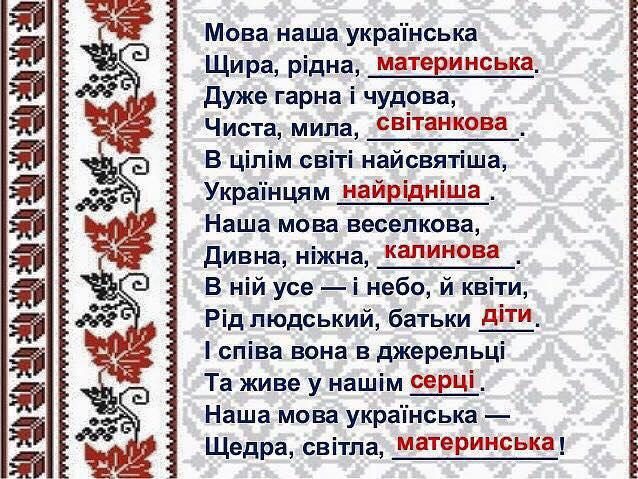 Мова наша українська
Щира, рідна, материнська.
Дуже гарна і чудова,
Чиста, мила, світанкова.
В цілім світі найсвятіша,
Українцям найрідніша.
Наша мова веселкова,
Дивна, ніжна, калинова.
В ній усе — і небо, й квіти,
Рід людський, батьки діти.
І співа вона в джерельці
Та живе у нашім серці.
Наша мова українська —
Щедра, світла, материнська!